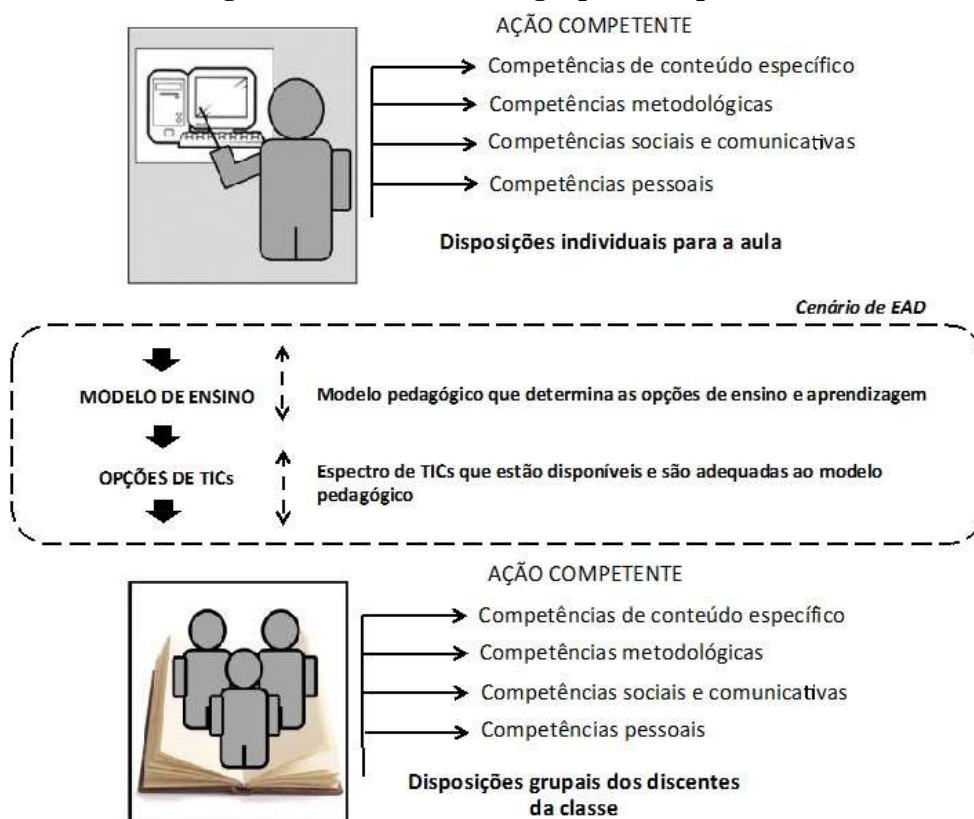 AÇÃO COMPETENTE
Competências de conteúdo específico
Competências metodológicas
Competências sociais e comunicativas
Competências pessoais
Disposições individuais para a aula
Cenário de EAD
MODELO DE ENSINO
Modelo pedagógico que determina as opções de ensino e aprendizagem
OPÇÕES DE TICs
Espectro de TICs que estão disponíveis e são adequadas ao modelo
pedagógico
AÇÃO COMPETENTE
Competências de conteúdo específico
Competências metodológicas
Competências sociais e comunicativas
Competências pessoais
Disposições grupais dos discentes
da classe